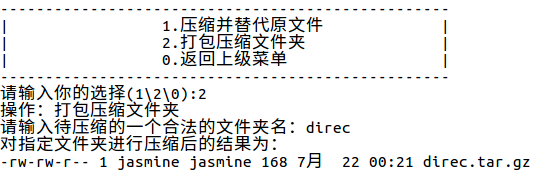 --------------------------------------------------
| 1.压缩并替代原文件 |
| 2.打包压缩文件夹 |
| 0.返回上级菜单 |
--------------------------------------------------
请输入你的选择(1\2\0):2
操作：打包压缩文件夹
请输入待压缩的一个合法的文件夹名：direc
对指定文件夹进行压缩后的结果为：
-rw-rw-r-- 1 jasmine jasmine 168 7月  22 00:21 direc.tar.gz